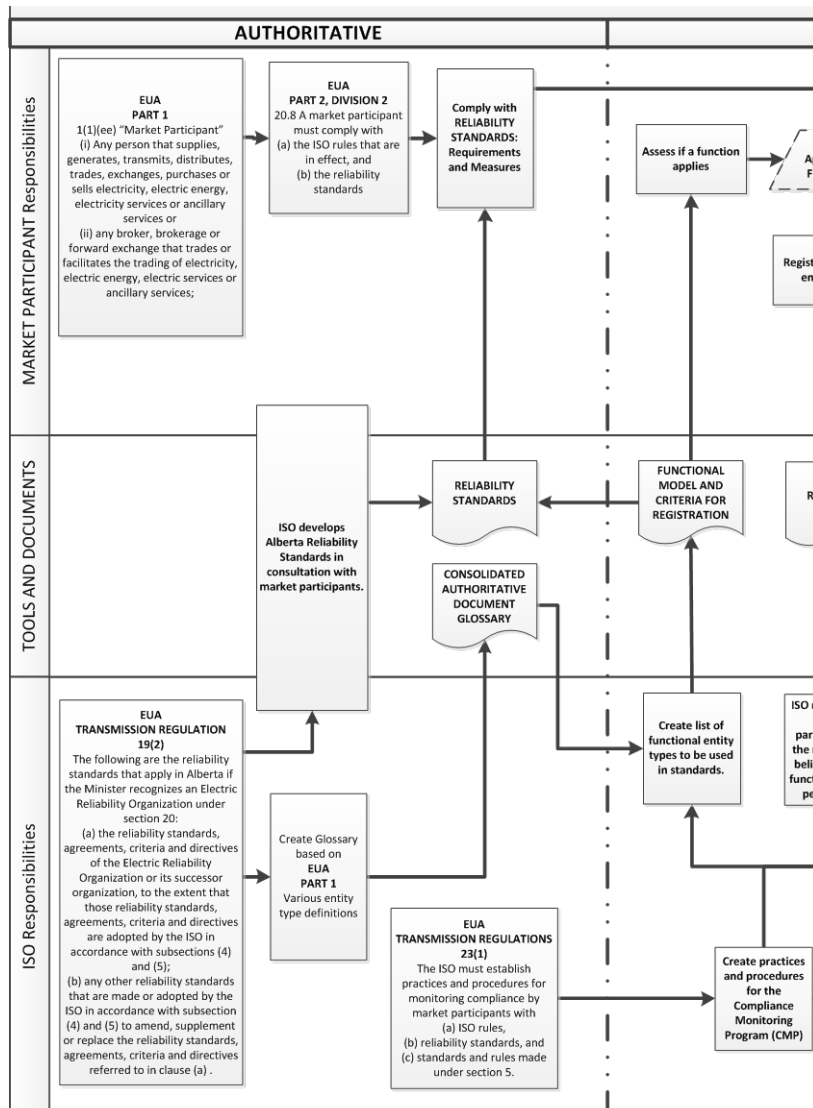 AUTHORITATIVE
MARKET PARTICIPANT Responsibilities
EUA
PART 1
1(1)(ee) “Market Participant”
(i) Any person that supplies,
generates, transmits, distributes,
trades, exchanges, purchases or
sells electricity, electric energy,
electricity services or ancillary
services or
(ii) any broker, brokerage or
forward exchange that trades or
facilitates the trading of electricity,
electric energy, electric services or
ancillary services;
EUA
PART 2, DIVISION 2
20.8 A market participant
must comply with
(a) the ISO rules that are
in effect, and
(b) the reliability
standards
Comply with
RELIABILITY
STANDARDS:
Requirements
and Measures
Assess if a function
applies
Ap
F
Regist
en
TOOLS AND DOCUMENTS
ISO develops
Alberta Reliability
Standards in
consultation with
market participants.
RELIABILITY
STANDARDS
FUNCTIONAL
MODEL AND
CRITERIA FOR
REGISTRATION
R
CONSOLIDATED
AUTHORITATIVE
DOCUMENT
GLOSSARY
ISO Responsibilities
EUA
TRANSMISSION REGULATION
19(2)
The following are the reliability
standards that apply in Alberta if
the Minister recognizes an Electric
Reliability Organization under
section 20:
(a) the reliability standards,
agreements, criteria and directives
of the Electric Reliability
Organization or its successor
organization, to the extent that
those reliability standards,
agreements, criteria and directives
are adopted by the ISO in
accordance with subsections (4)
and (5);
(b) any other reliability standards
that are made or adopted by the
ISO in accordance with subsection
(4) and (5) to amend, supplement
or replace the reliability standards,
agreements, criteria and directives
referred to in clause (a) .
Create Glossary
based on
EUA
PART 1
Various entity
type definitions
EUA
TRANSMISSION REGULATIONS
23(1)
The ISO must establish
practices and procedures for
monitoring compliance by
market participants with
(a) ISO rules,
(b) reliability standards, and
(c) standards and rules made
under section 5.
Create list of
functional entity
types to be used
in standards.
ISO
par
the
beli
func
pe
Create practices
and procedures
for the
Compliance
Monitoring
Program (CMP)